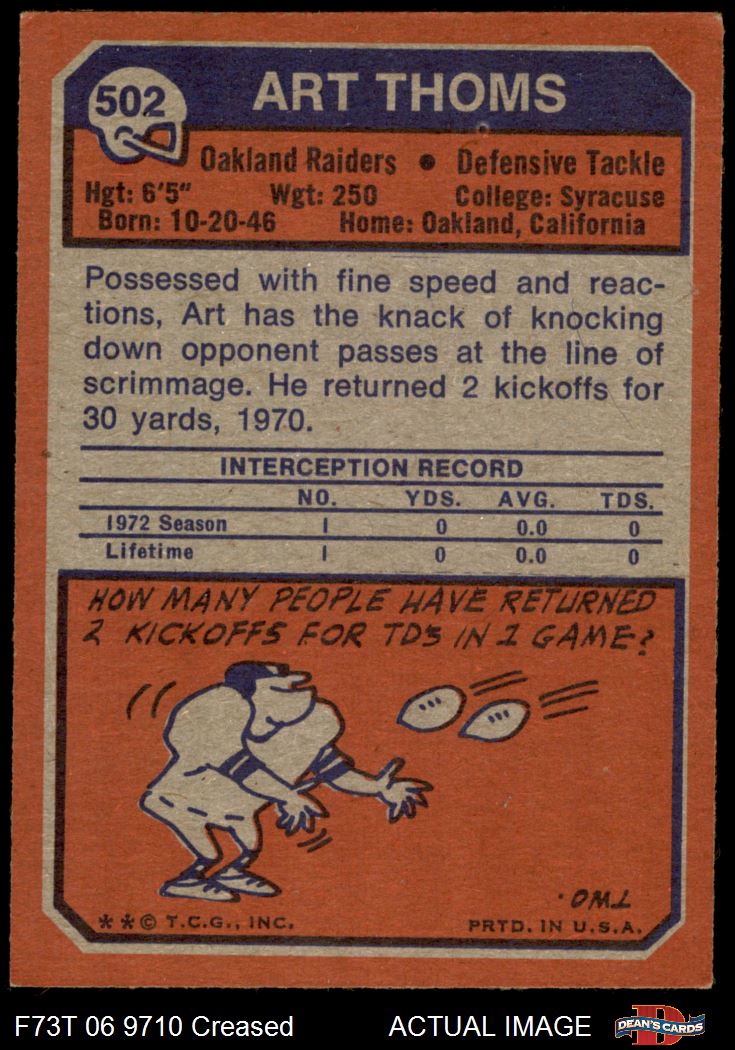 502
ART THOMS
Oakland Raiders • Defensive Tackle
Hgt: 6'5" Wgt: 250 College: Syracuse
Born: 10-20-46 Home: Oakland, California
Possessed with fine speed and reac-
tions, Art has the knack of knocking
down opponent passes at the line of
scrimmage. He returned 2 kickoffs for
30 yards, 1970.
INTERCEPTION RECORD
NO. YDS. AVG. TDS.
1972 Season 1 0 0.0 0
Lifetime 1 0 0.0 0
HOW MANY PEOPLE HAVE RETURNED
2 KICKOFFS FOR TDS IN 1 GAME?
TWO.
* * © T.C.G., INC. PRTD. IN U.S.A.
F73T 06 9710 Creased ACTUAL IMAGE
D
DEAN'S CARDS